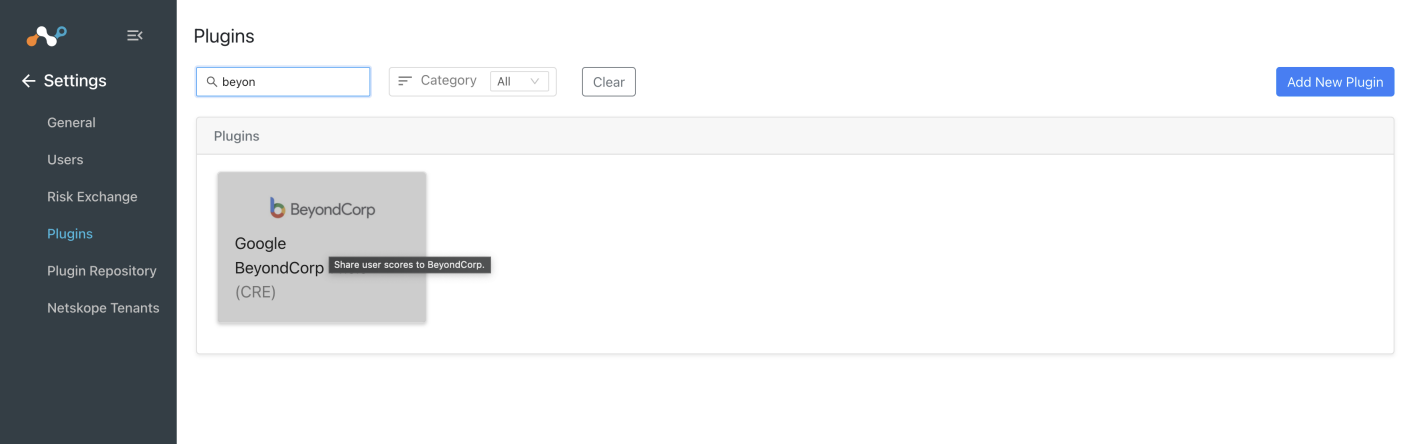 Plugins
Settings
beyon
Category
All
Clear
Add New Plugin
General
Users
Risk Exchange
Plugins
Plugin Repository
Netskope Tenants
Plugins
BeyondCorp
Google
BeyondCorp
Share user scores to BeyondCorp.
(CRE)